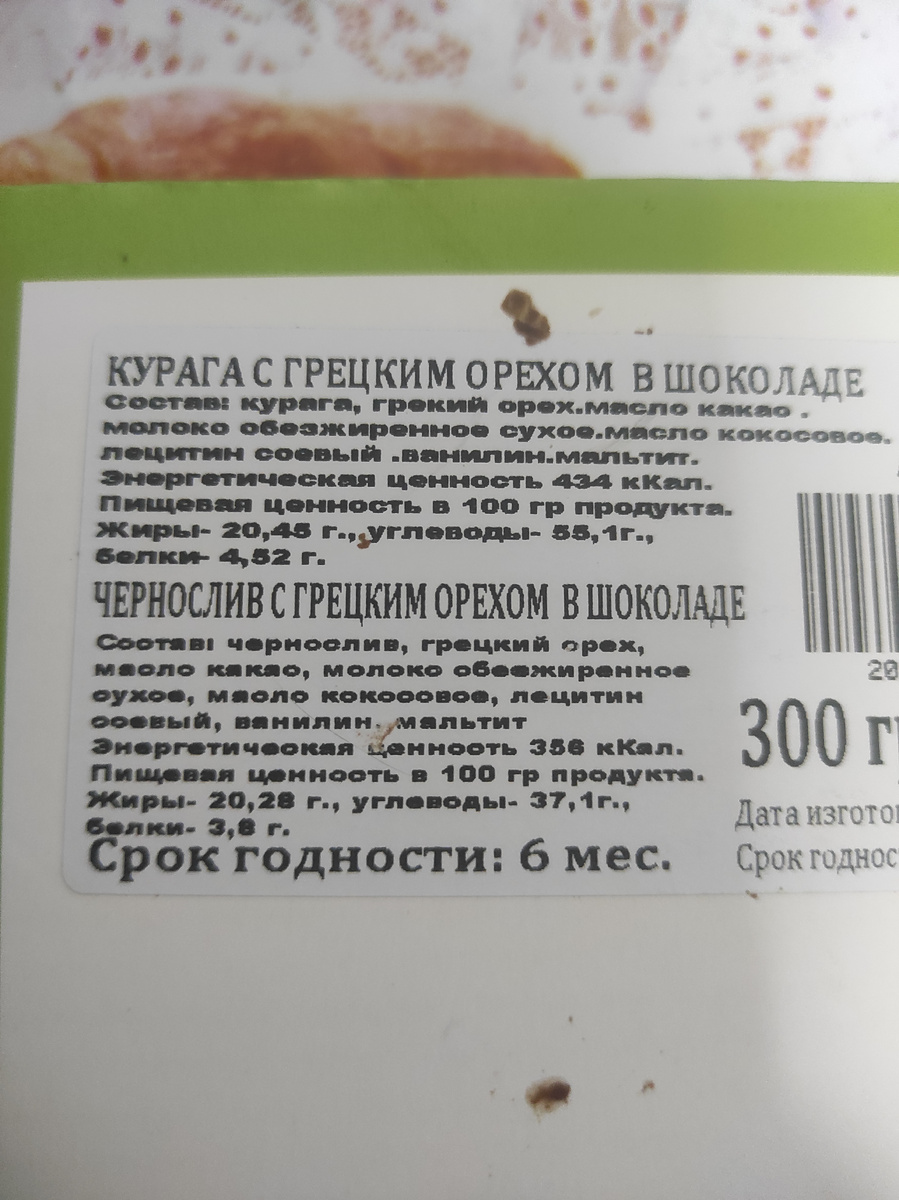 КУРАГА С ГРЕЦКИМ ОРЕХОМ В ШОКОЛАДЕ
Состав: курага, грекий орех.масло какао .
молоко обезжиренное сухое.масло кокосовое.
лецитин соевый .ванилин.мальтит.
Энергетическая ценность 434 кКал.
Пищевая ценность в 100 гр продукта.
Жиры- 20,45 г., углеводы- 55,1г.,
белки- 4,52 г.
ЧЕРНОСЛИВ С ГРЕЦКИМ ОРЕХОМ В ШОКОЛАДЕ
Состав: чернослив, грецкий орех,
масло какао, молоко обезжиренное
сухое, масло кокосовое, лецитин
соевый, ванилин. мальтит
Энергетическая ценность 356 кКал.
Пищевая ценность в 100 гр продукта.
Жиры- 20,28 г., углеводы- 37,1г.,
белки- 3,8 г.
Срок годности: 6 мес.
20
300 г
Дата изгото
Срок годнос